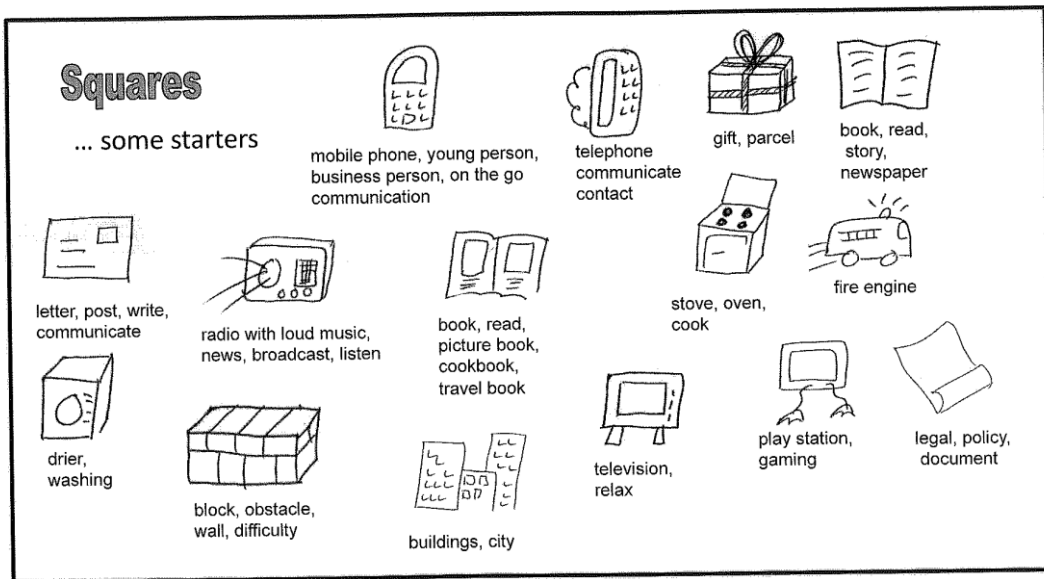 Squares
... some starters
mobile phone, young person,
business person, on the go
communication
telephone
communicate
contact
gift, parcel
book, read,
story,
newspaper
letter, post, write,
communicate
radio with loud music,
news, broadcast, listen
book, read,
picture book,
cookbook,
travel book
stove, oven,
cook
fire engine
drier,
washing
block, obstacle,
wall, difficulty
buildings, city
television,
relax
play station,
gaming
legal, policy,
document